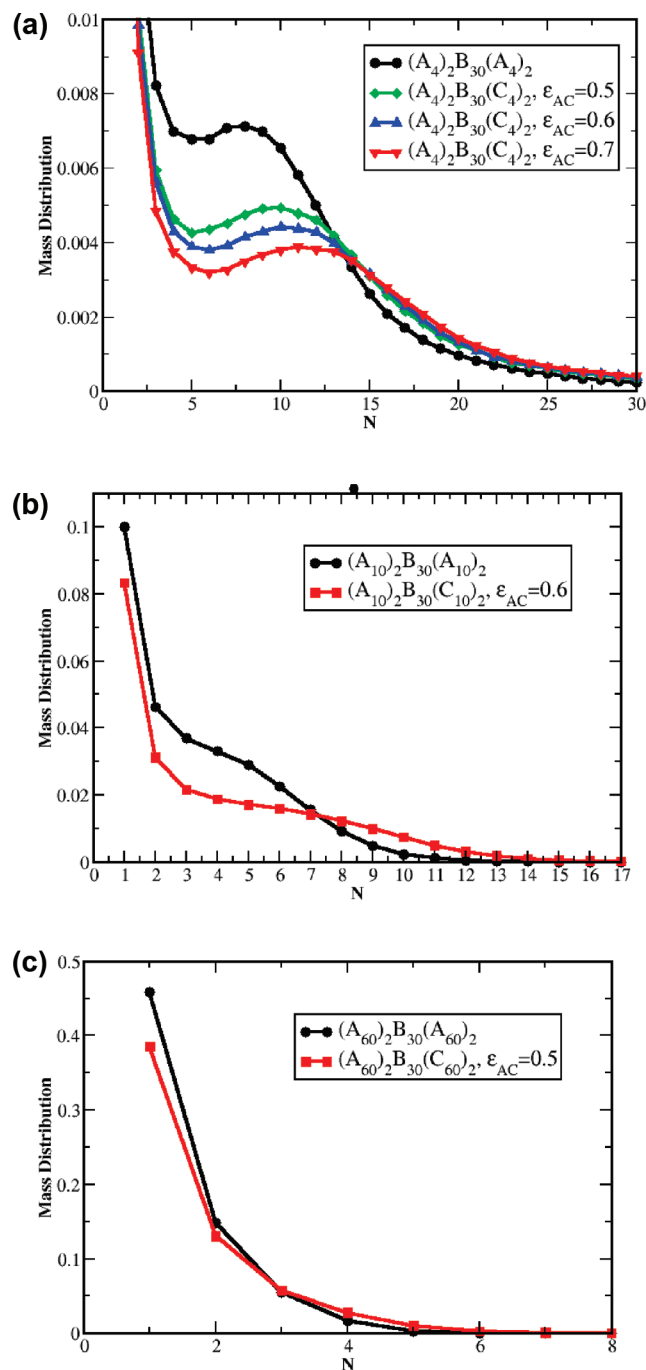 (a)
0.01
0.008
0.006
0.004
0.002
0
Mass Distribution
(A₄)₂B₃₀(A₄)₂
(A₄)₂B₃₀(C₄)₂, ε_AC=0.5
(A₄)₂B₃₀(C₄)₂, ε_AC=0.6
(A₄)₂B₃₀(C₄)₂, ε_AC=0.7
0 5 10 15 20 25 30
N
(b)
0.1
0.08
0.06
0.04
0.02
0
Mass Distribution
(A₁₀)₂B₃₀(A₁₀)₂
(A₁₀)₂B₃₀(C₁₀)₂, ε_AC=0.6
0 1 2 3 4 5 6 7 8 9 10 11 12 13 14 15 16 17
N
(c)
0.5
0.4
0.3
0.2
0.1
0
Mass Distribution
(A₆₀)₂B₃₀(A₆₀)₂
(A₆₀)₂B₃₀(C₆₀)₂, ε_AC=0.5
0 2 4 6 8
N